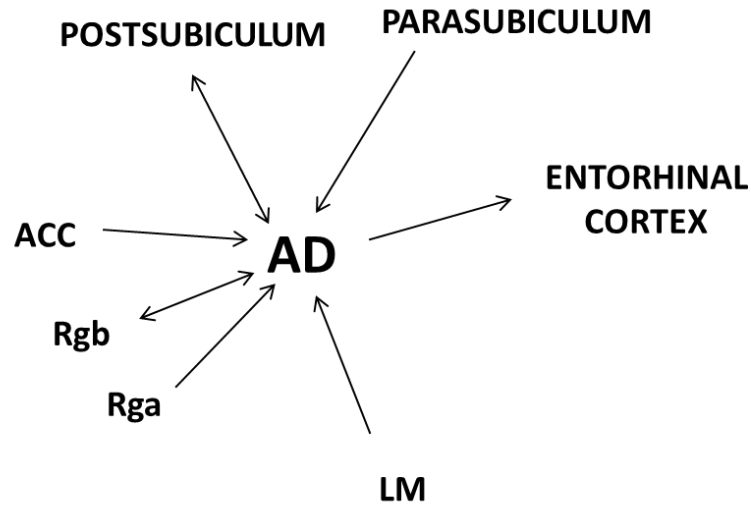 POSTSUBICULUM
PARASUBICULUM
ENTORHINAL
CORTEX
ACC
AD
Rgb
Rga
LM